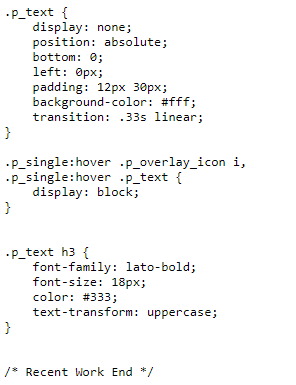 .p_text {
    display: none;
    position: absolute;
    bottom: 0;
    left: 0px;
    padding: 12px 30px;
    background-color: #fff;
    transition: .33s linear;
}

.p_single:hover .p_overlay_icon i,
.p_single:hover .p_text {
    display: block;
}


.p_text h3 {
    font-family: lato-bold;
    font-size: 18px;
    color: #333;
    text-transform: uppercase;
}


/* Recent Work End */